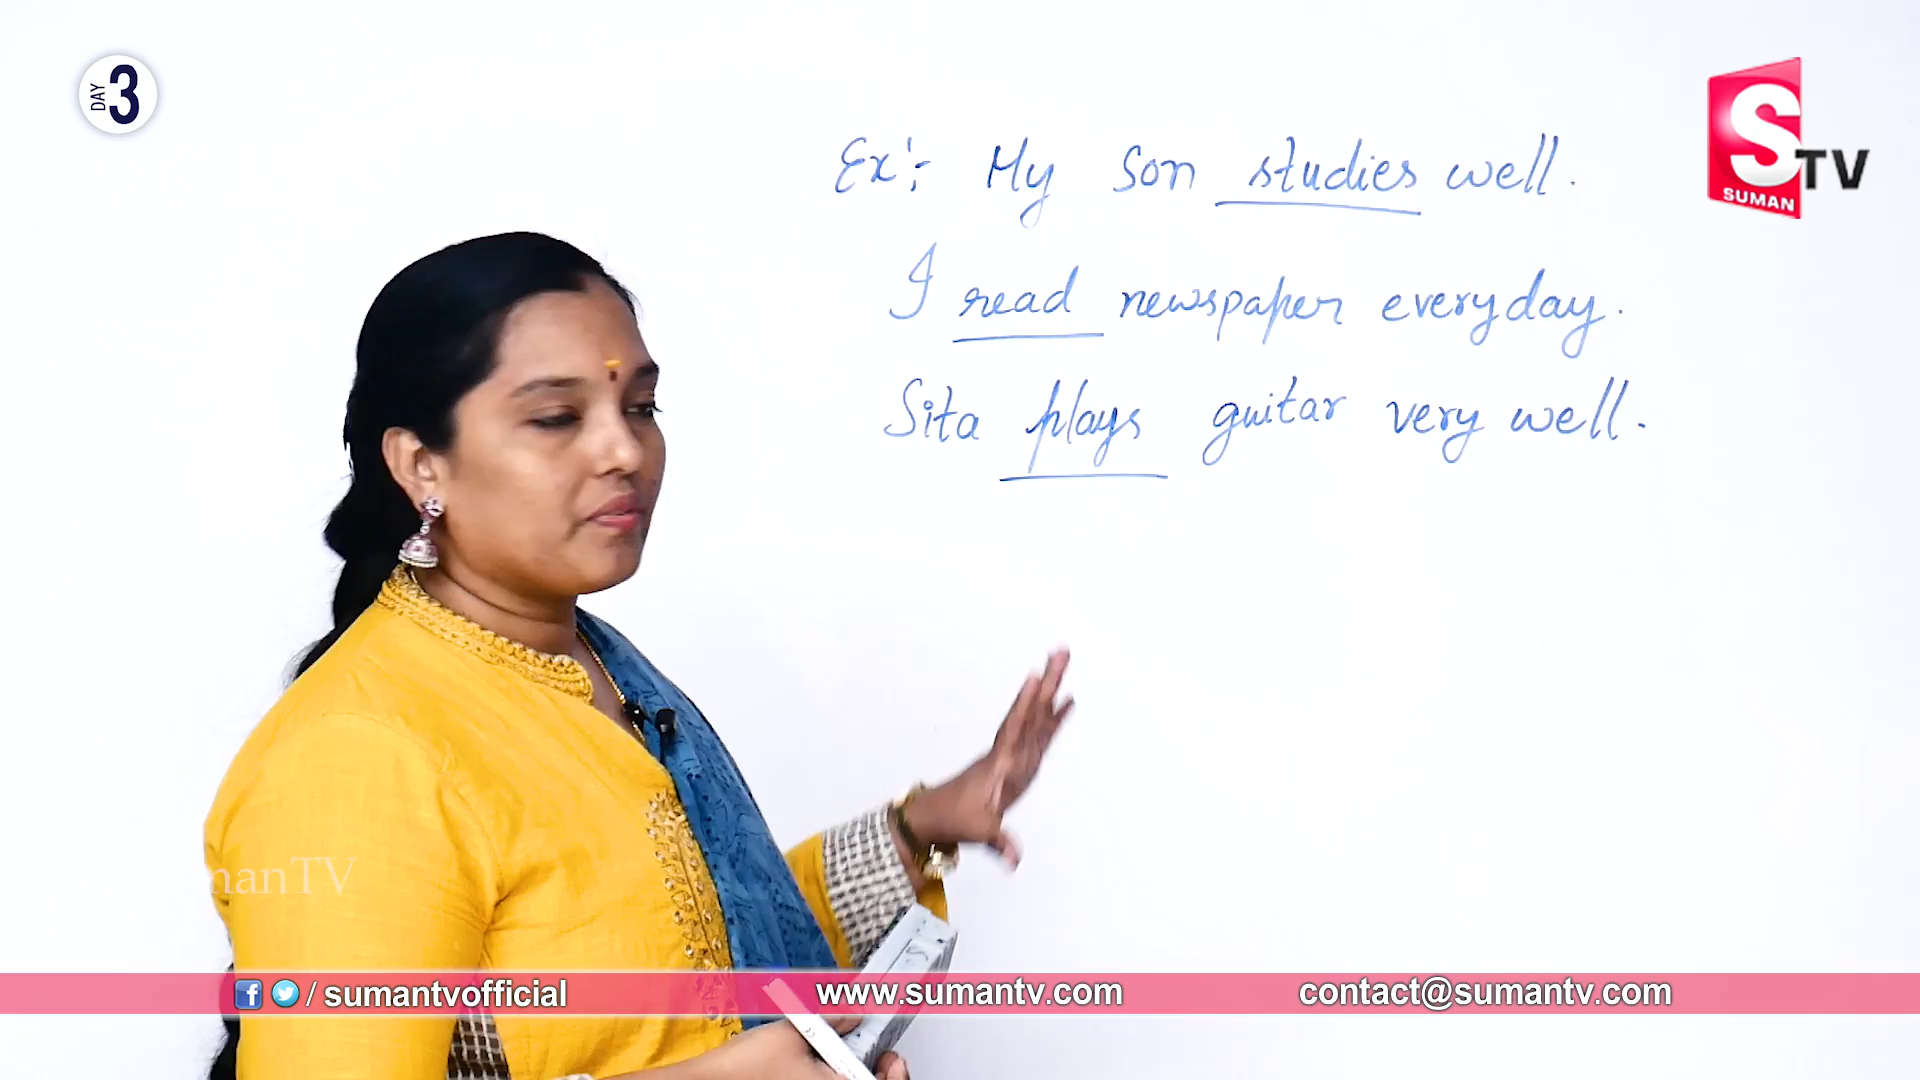 DAY 3
S TV
SUMAN
Ex:- My Son studies well.
I read newspaper everyday.
Sita plays guitar very well.
manTV
/ sumantvofficial
www.sumantv.com
contact@sumantv.com